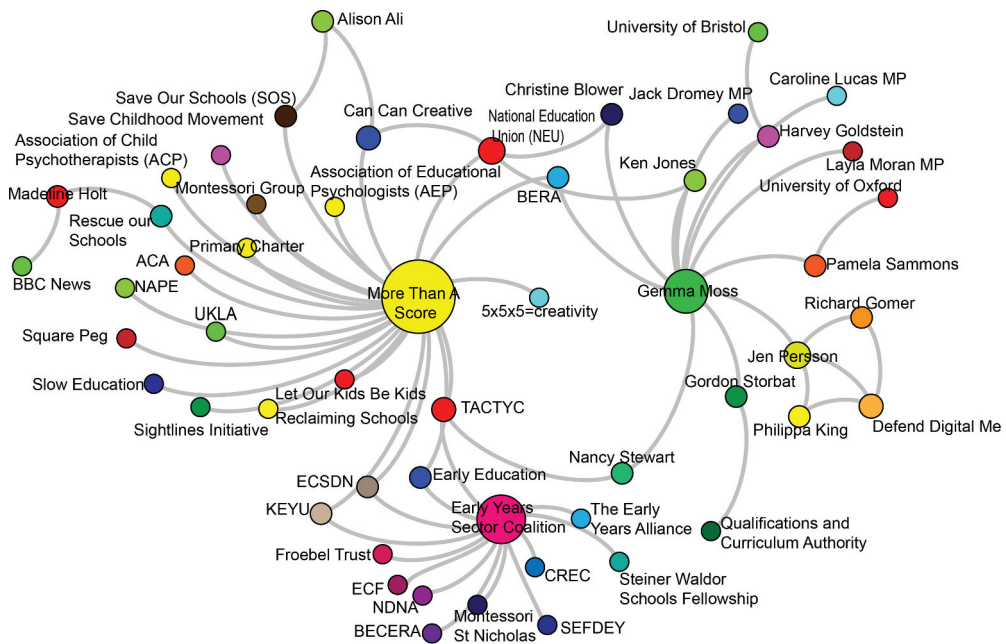 Alison Ali
University of Bristol
Caroline Lucas MP
Christine Blower
Jack Dromey MP
Save Our Schools (SOS)
Save Childhood Movement
Can Can Creative
National Education
Union (NEU)
Harvey Goldstein
Association of Child
Psychotherapists (ACP)
Layla Moran MP
Ken Jones
University of Oxford
Association of Educational
Psychologists (AEP)
BERA
Madeline Holt
Montessori Group
Rescue our
Schools
Primary Charter
ACA
BBC News
NAPE
More Than A
Score
5x5x5=creativity
Gemma Moss
Pamela Sammons
Richard Gomer
UKLA
Square Peg
Jen Persson
Slow Education
Let Our Kids Be Kids
Gordon Storbat
Reclaiming Schools
TACTYC
Sightlines Initiative
Philippa King
Defend Digital Me
Nancy Stewart
ECSDN
Early Education
KEYU
Early Years
Sector Coalition
The Early
Years Alliance
Qualifications and
Curriculum Authority
Froebel Trust
CREC
Steiner Waldor
Schools Fellowship
ECF
NDNA
Montessori
St Nicholas
BECERA
SEFDEY